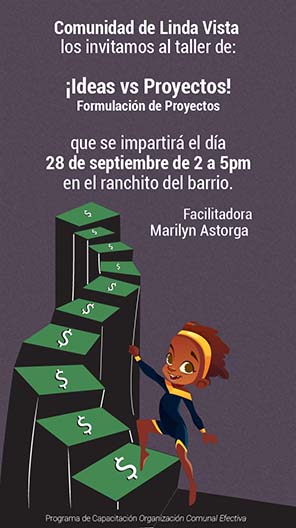 Comunidad de Linda Vista
los invitamos al taller de:
¡Ideas vs Proyectos!
Formulación de Proyectos
que se impartirá el día
28 de septiembre de 2 a 5pm
en el ranchito del barrio.
Facilitadora
Marilyn Astorga
$
$
$
$
$
$
$
$
Programa de Capacitación Organización Comunal Efectiva